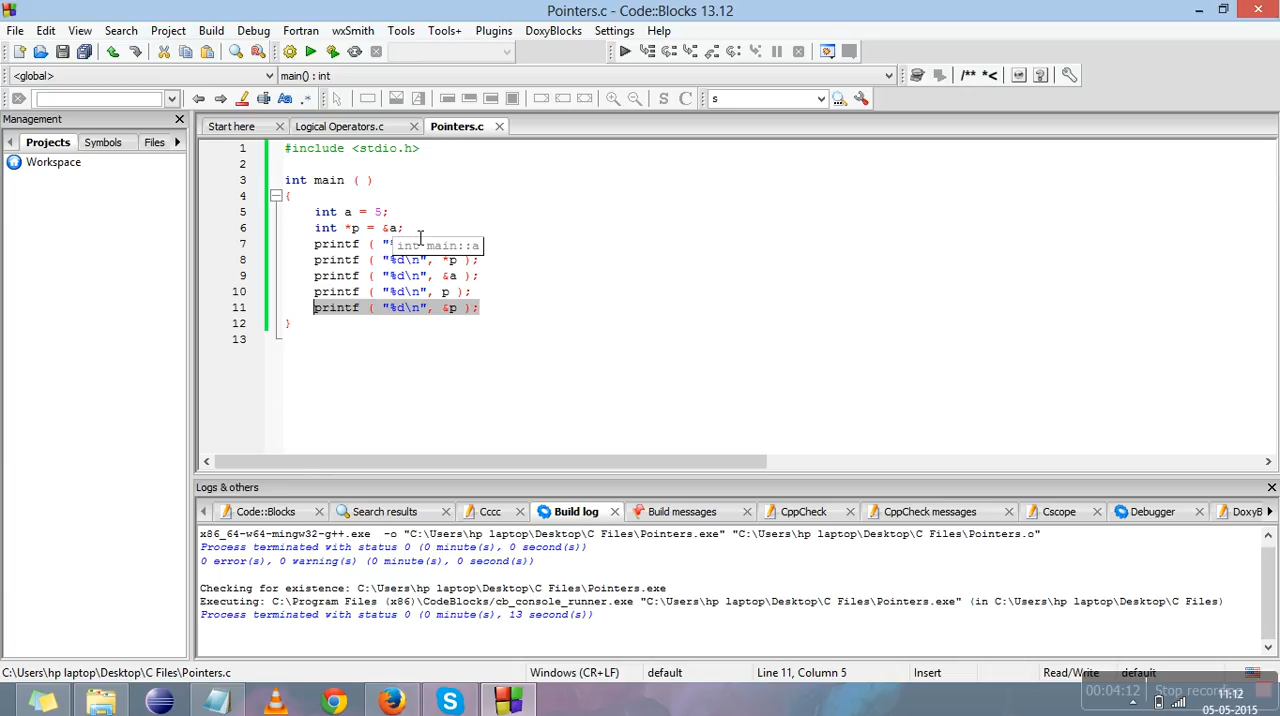 Pointers.c - Code::Blocks 13.12
File Edit View Search Project Build Debug Fortran wxSmith Tools Tools+ Plugins DoxyBlocks Settings Help
<global> main() : int /** *<
S C s
Management
Start here Logical Operators.c Pointers.c
Projects Symbols Files
Workspace
1 #include <stdio.h>
2
3 int main ( )
4 {
5 int a = 5;
6 int *p = &a;
7 printf ( " int main::a
8 printf ( "%d\n", *p );
9 printf ( "%d\n", &a );
10 printf ( "%d\n", p );
11 printf ( "%d\n", &p );
12 }
13
Logs & others
Code::Blocks Search results Cccc Build log Build messages CppCheck CppCheck messages Cscope Debugger DoxyB
x86_64-w64-mingw32-g++.exe -o "C:\Users\hp laptop\Desktop\C Files\Pointers.exe" "C:\Users\hp laptop\Desktop\C Files\Pointers.o"
Process terminated with status 0 (0 minute(s), 0 second(s))
0 error(s), 0 warning(s) (0 minute(s), 0 second(s))
Checking for existence: C:\Users\hp laptop\Desktop\C Files\Pointers.exe
Executing: C:\Program Files (x86)\CodeBlocks/cb_console_runner.exe "C:\Users\hp laptop\Desktop\C Files\Pointers.exe" (in C:\Users\hp laptop\Desktop\C Files)
Process terminated with status 0 (0 minute(s), 13 second(s))
C:\Users\hp laptop\Desktop\C Files\Pointers.c Windows (CR+LF) default Line 11, Column 5 Insert Read/Write default
00:04:12 Stop 11:12
05-05-2015